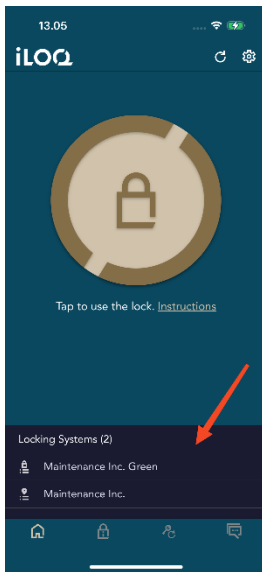 13.05
iLOQ
Tap to use the lock. Instructions
Locking Systems (2)
Maintenance Inc. Green
Maintenance Inc.